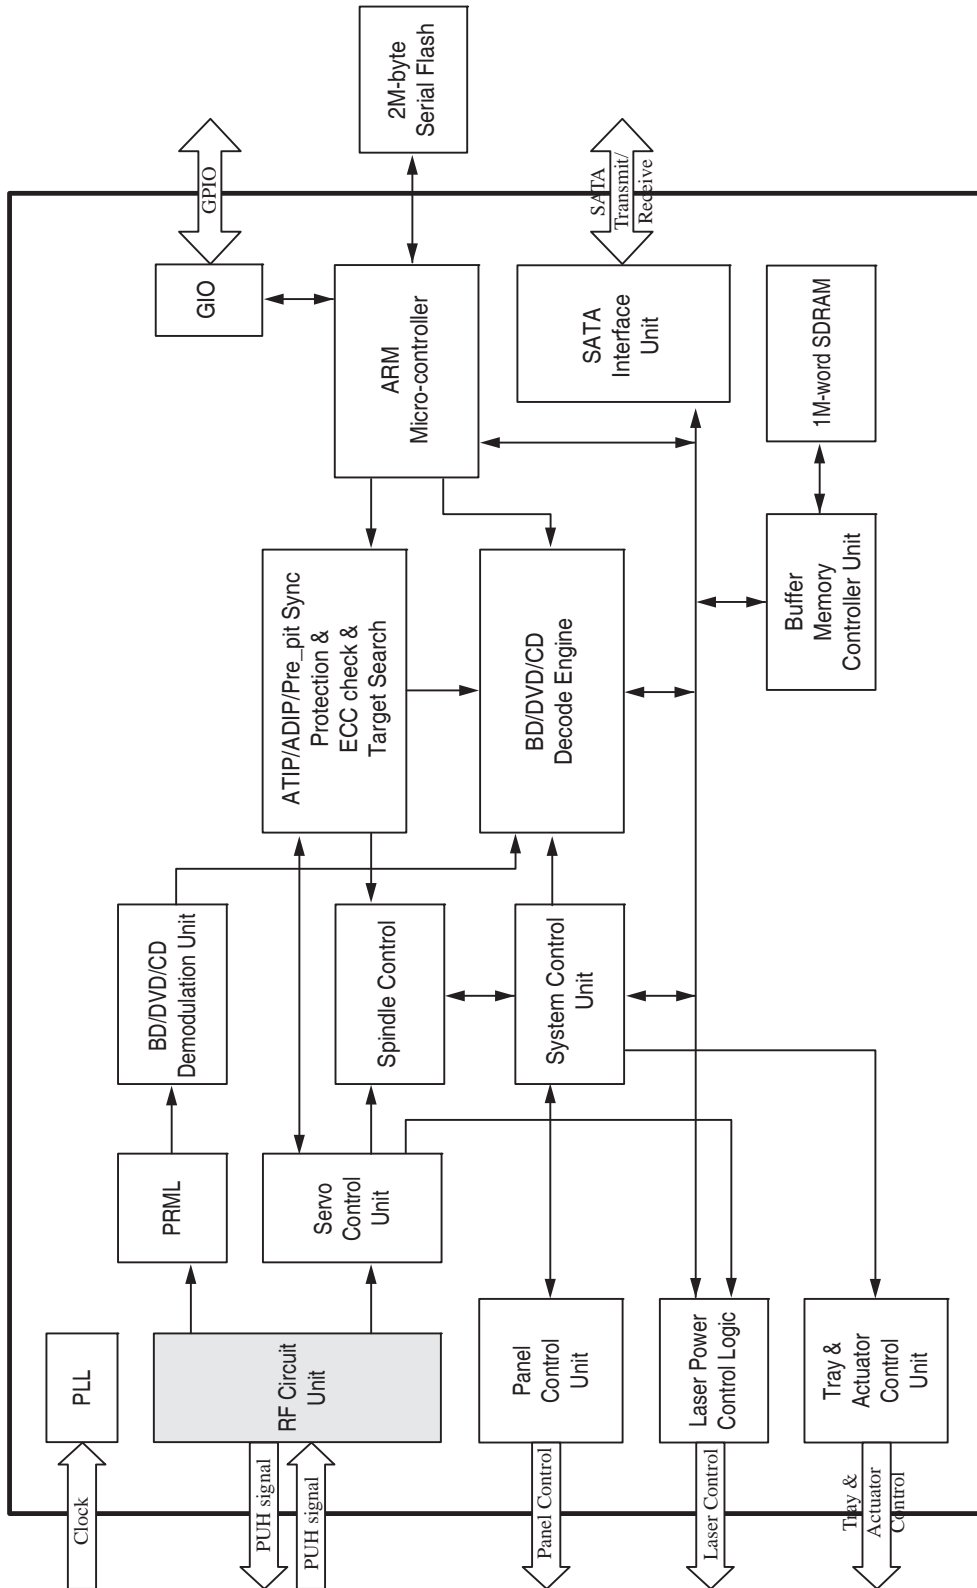 Clock
PUH signal
PUH signal
Panel Control
Laser Control
Tray &
Actuator
Control
PLL
RF Circuit
Unit
Panel
Control
Unit
Laser Power
Control Logic
Tray &
Actuator
Control
Unit
PRML
Servo
Control
Unit
BD/DVD/CD
Demodulation Unit
Spindle Control
System Control
Unit
ATIP/ADIP/Pre_pit Sync
Protection &
ECC check &
Target Search
BD/DVD/CD
Decode Engine
Buffer
Memory
Controller Unit
GIO
ARM
Micro-controller
SATA
Interface
Unit
1M-word SDRAM
GPIO
2M-byte
Serial Flash
SATA
Transmit/
Receive